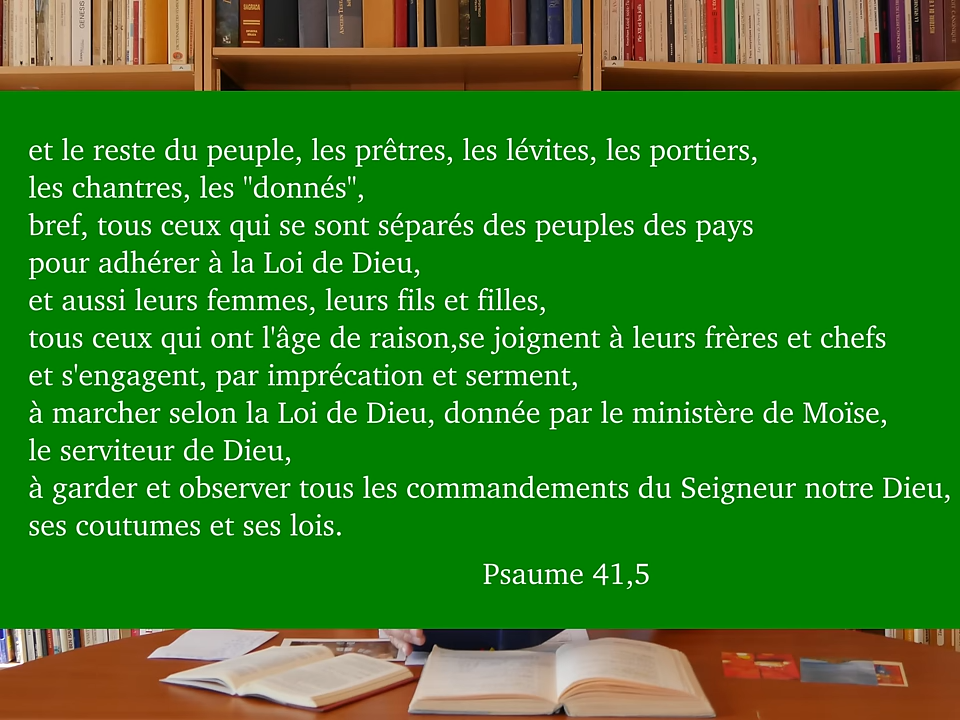 GENESIS
SAGRADA
et le reste du peuple, les prêtres, les lévites, les portiers,
les chantres, les "donnés",
bref, tous ceux qui se sont séparés des peuples des pays
pour adhérer à la Loi de Dieu,
et aussi leurs femmes, leurs fils et filles,
tous ceux qui ont l'âge de raison,se joignent à leurs frères et chefs
et s'engagent, par imprécation et serment,
à marcher selon la Loi de Dieu, donnée par le ministère de Moïse,
le serviteur de Dieu,
à garder et observer tous les commandements du Seigneur notre Dieu,
ses coutumes et ses lois.
Psaume 41,5